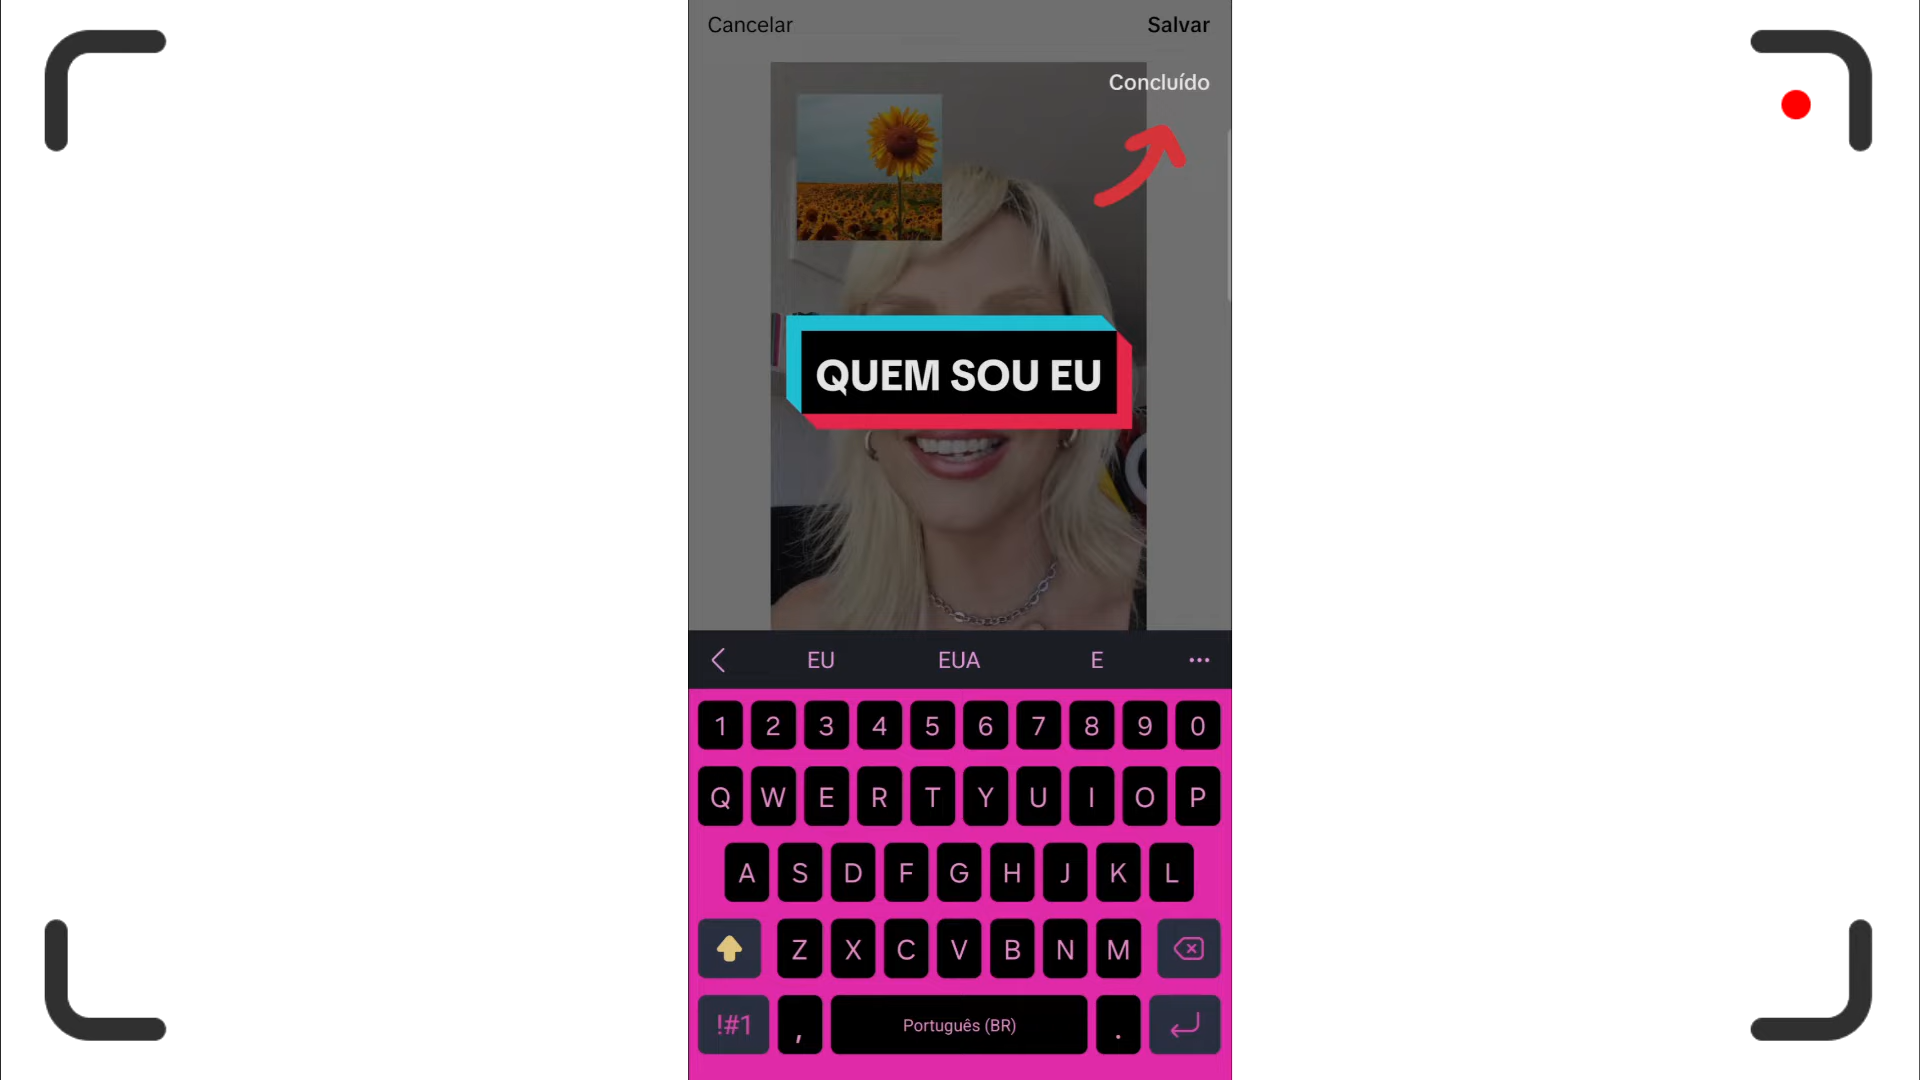 Cancelar Salvar
Concluído
QUEM SOU EU
EU EUA E ...
1 2 3 4 5 6 7 8 9 0
Q W E R T Y U I O P
A S D F G H J K L
Z X C V B N M
!#1 , Português (BR) .